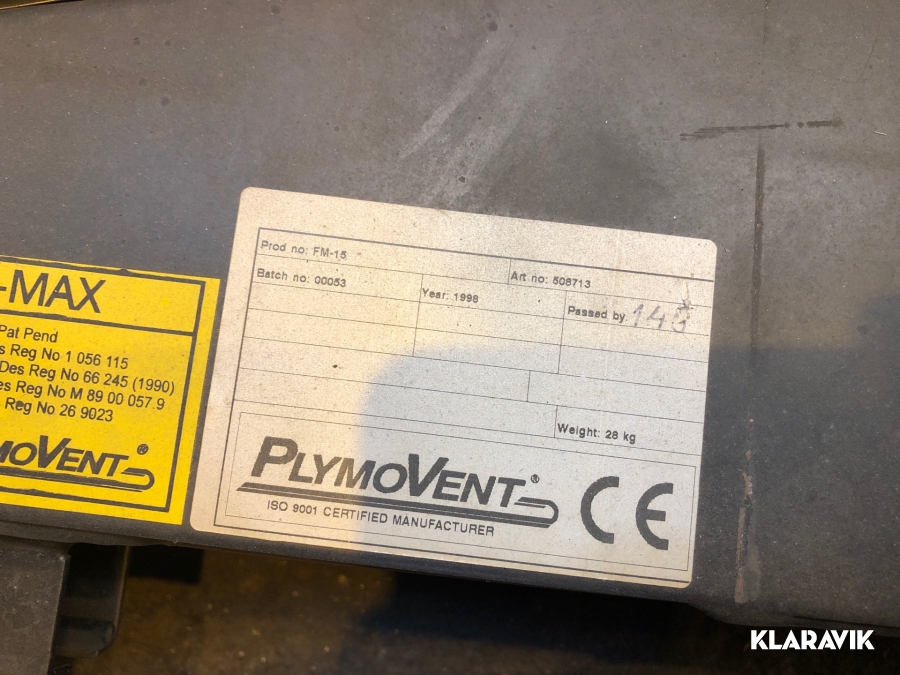 -MAX
Pat Pend
s Reg No 1 056 115
Des Reg No 66 245 (1990)
es Reg No M 89 00 057.9
Reg No 26 9023
MOVENT®
Prod no: FM-15
Art no: 506713
Batch no: 00053
Year: 1998
Passed by
Weight: 28 kg
PLYMOVENT®
ISO 9001 CERTIFIED MANUFACTURER
CE
KLARAVIK